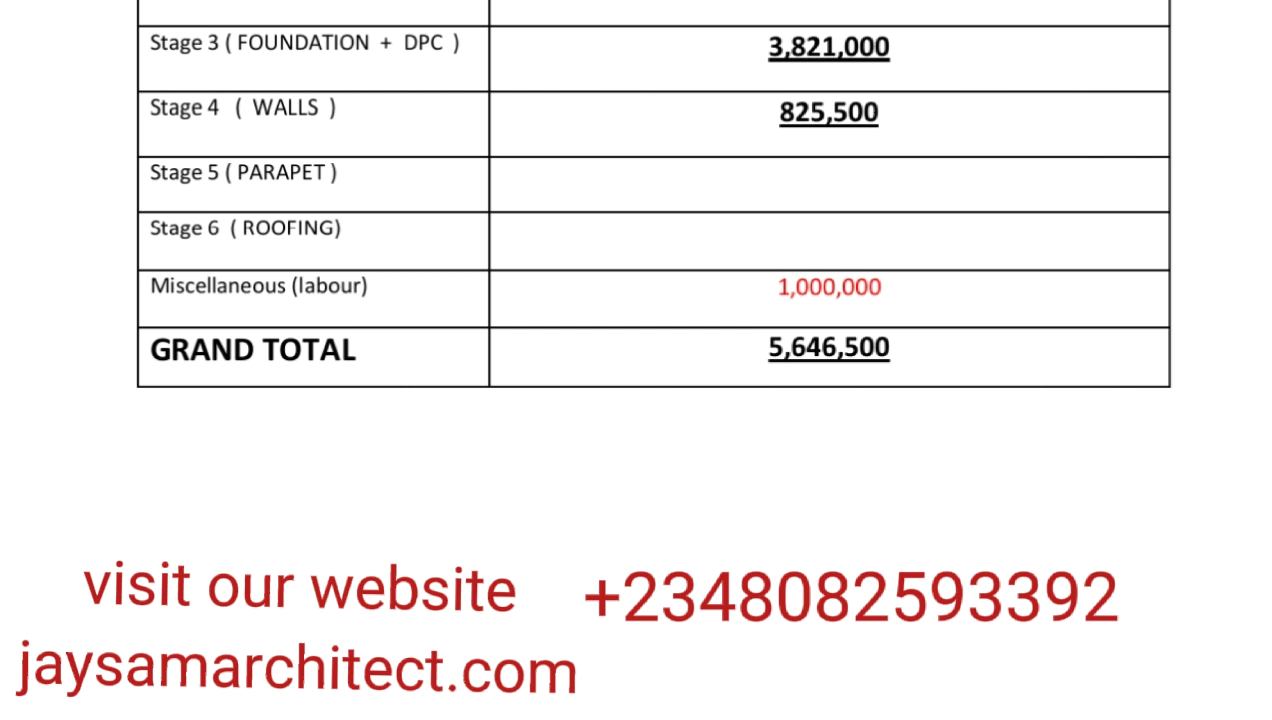 Stage 3 ( FOUNDATION + DPC ) 3,821,000
Stage 4 ( WALLS ) 825,500
Stage 5 ( PARAPET )
Stage 6 ( ROOFING)
Miscellaneous (labour) 1,000,000
GRAND TOTAL 5,646,500
visit our website +2348082593392
jaysamarchitect.com